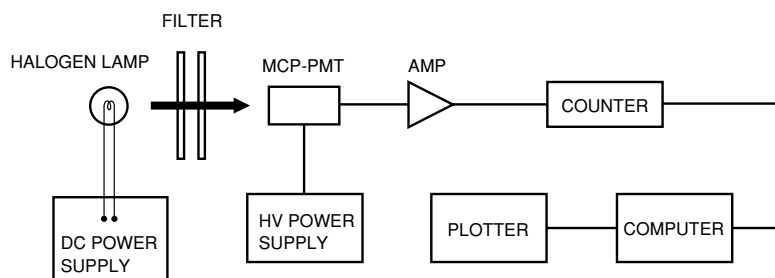 FILTER
HALOGEN LAMP
MCP-PMT
AMP
COUNTER
DC POWER
SUPPLY
HV POWER
SUPPLY
PLOTTER
COMPUTER